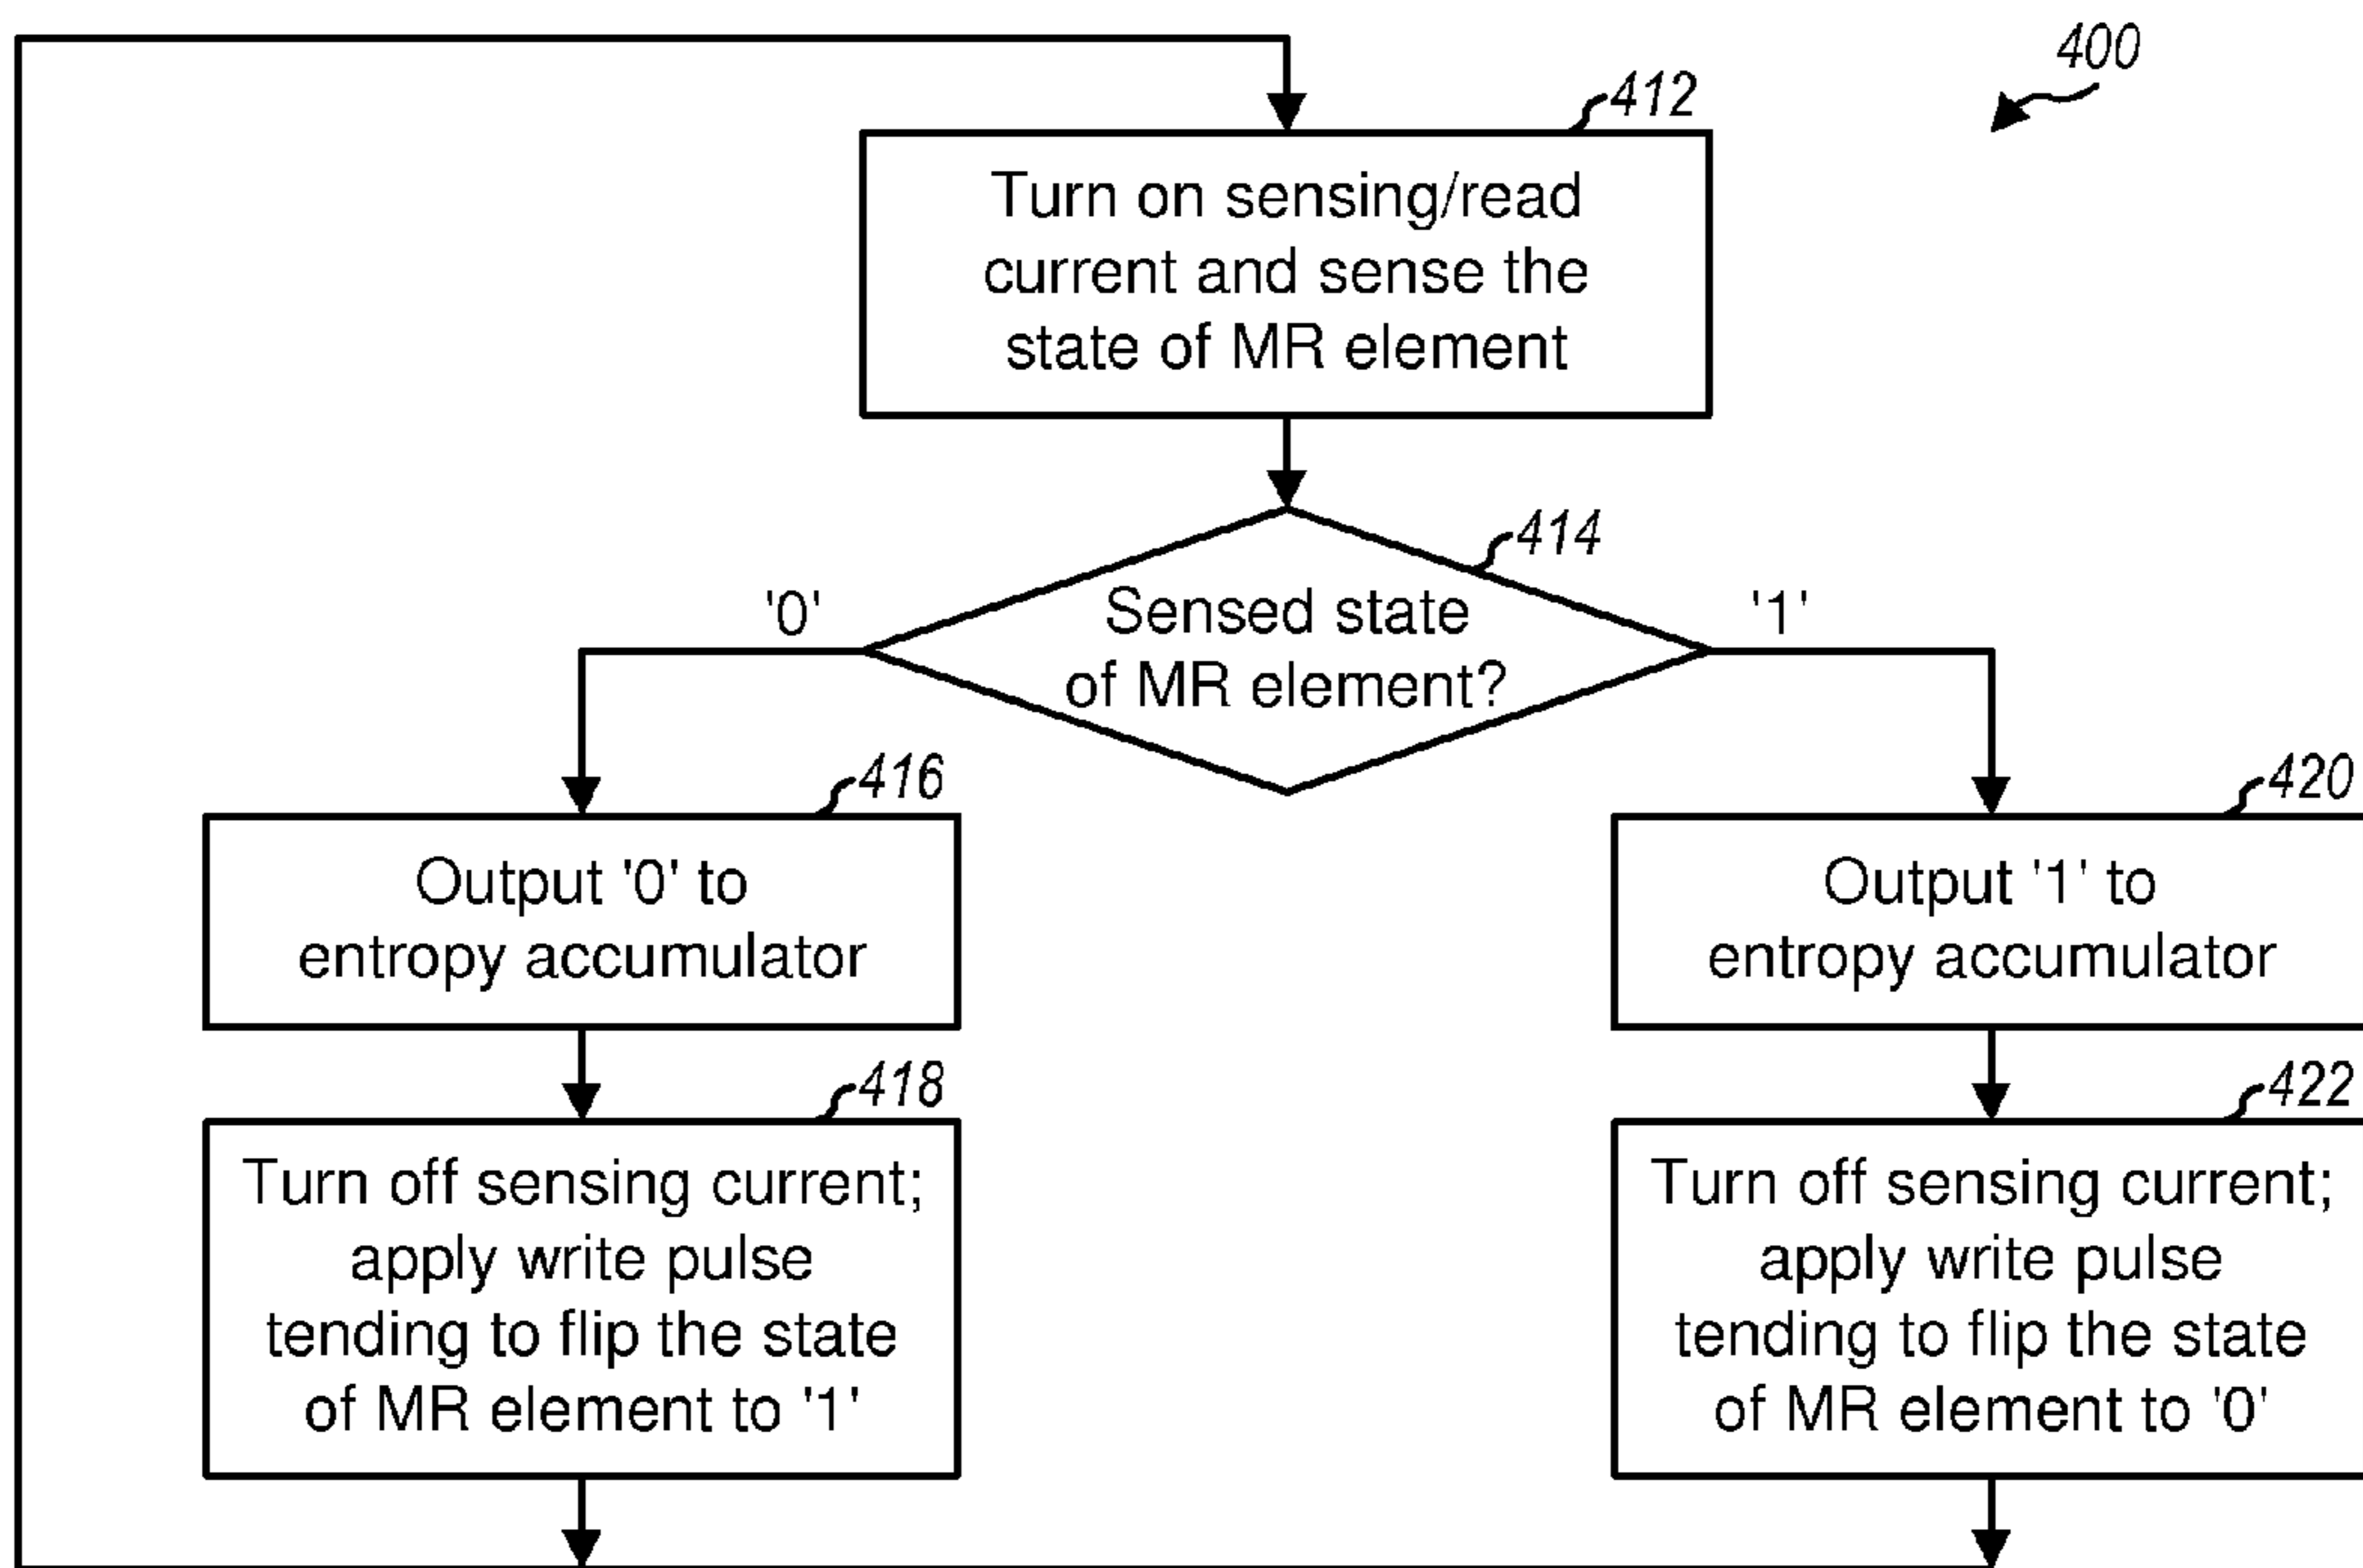 400
412
Turn on sensing/read
current and sense the
state of MR element
414
Sensed state
of MR element?
'0'
'1'
416
Output '0' to
entropy accumulator
420
Output '1' to
entropy accumulator
418
Turn off sensing current;
apply write pulse
tending to flip the state
of MR element to '1'
422
Turn off sensing current;
apply write pulse
tending to flip the state
of MR element to '0'